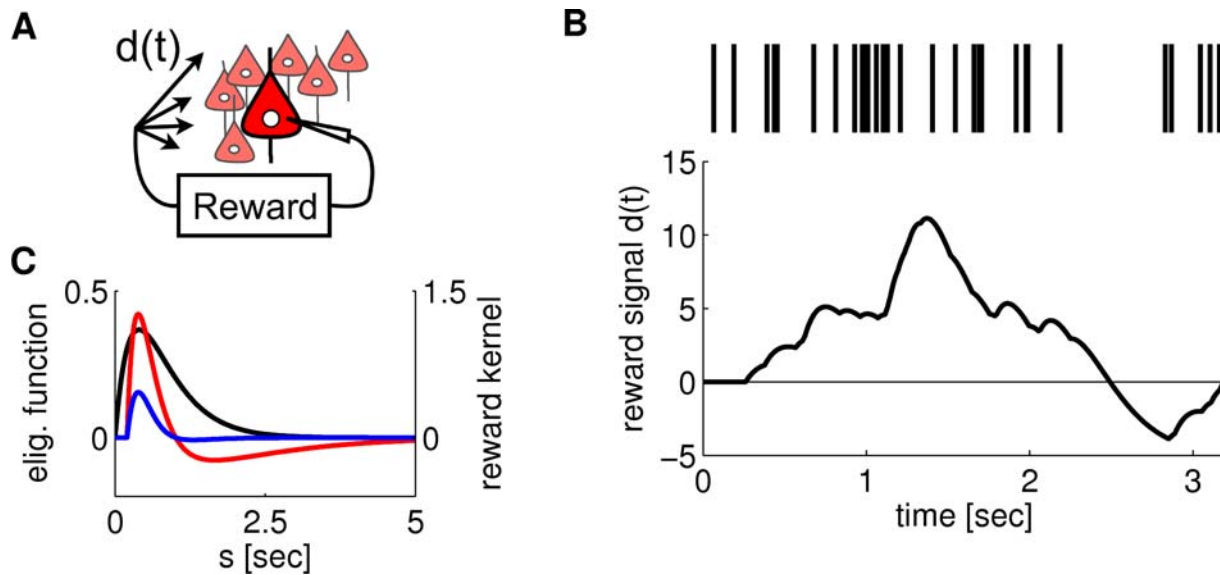 A
d(t)
Reward
B
15
10
5
0
−5
reward signal d(t)
0
1
2
3
time [sec]
C
0.5
0
elig. function
1.5
0
reward kernel
0
2.5
5
s [sec]